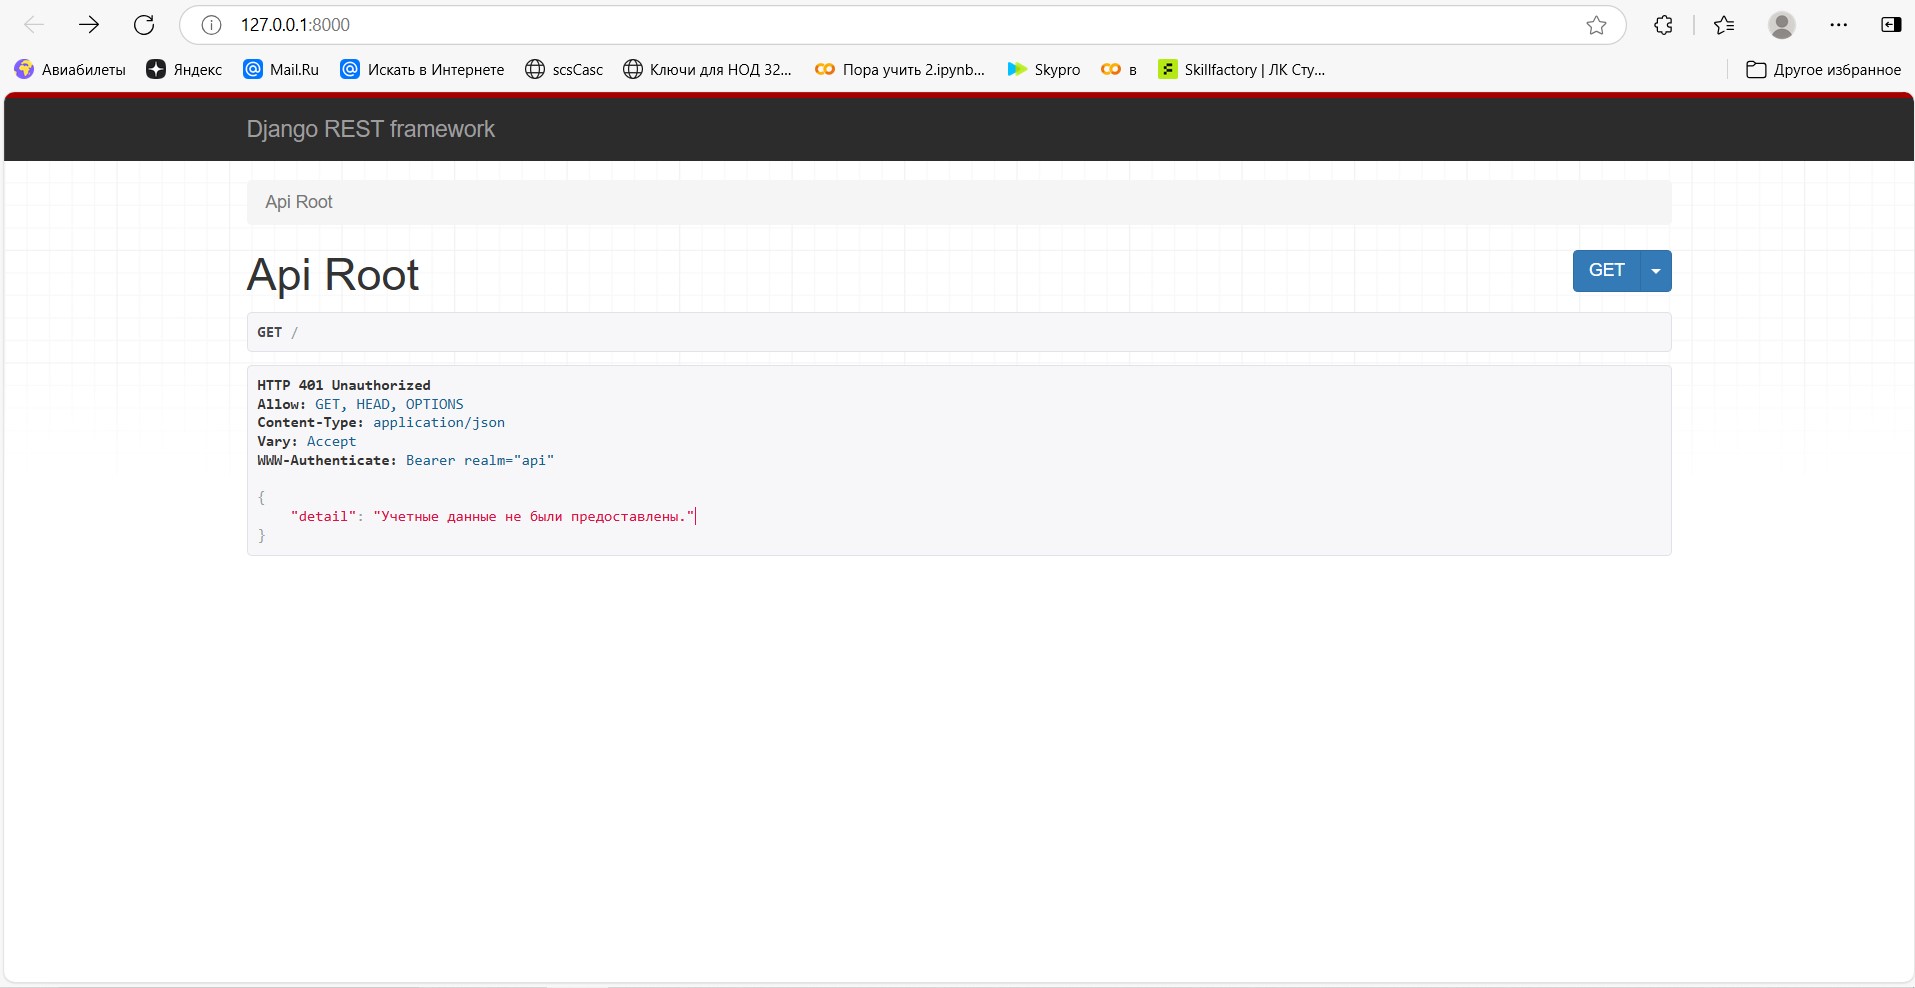 127.0.0.1:8000
Авиабилеты Яндекс Mail.Ru Искать в Интернете scsCasc Ключи для НОД 32... Пора учить 2.ipynb... Skypro в Skillfactory | ЛК Сту... Другое избранное
Django REST framework
Api Root
Api Root
GET
GET /
HTTP 401 Unauthorized
Allow: GET, HEAD, OPTIONS
Content-Type: application/json
Vary: Accept
WWW-Authenticate: Bearer realm="api"
{
"detail": "Учетные данные не были предоставлены."
}